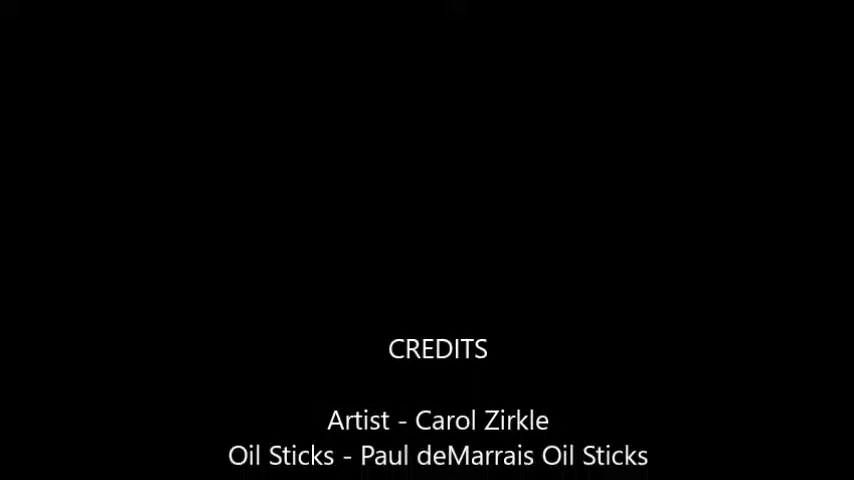 CREDITS
Artist - Carol Zirkle
Oil Sticks - Paul deMarrais Oil Sticks